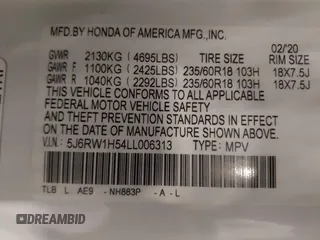 MFD.BY HONDA OF AMERICA MFG.,INC.
02/20
GVWR 2130KG (4695LBS) TIRE SIZE RIM SIZE
GAWR F 1100KG (2425LBS) 235/60R18 103H 18X7.5J
GAWR R 1040KG (2292LBS) 235/60R18 103H 18X7.5J
THIS VEHICLE CONFORMS TO ALL APPLICABLE
FEDERAL MOTOR VEHICLE SAFETY
AND THEFT PREVENTION STANDARDS IN EFFECT
ON THE DATE OF MANUFACTURE SHOWN ABOVE.
V.I.N.: 5J6RW1H54LL006313 TYPE: MPV
TLB L AE9 - NH883P - A - L
DREAMBID
DREAMBID.COM